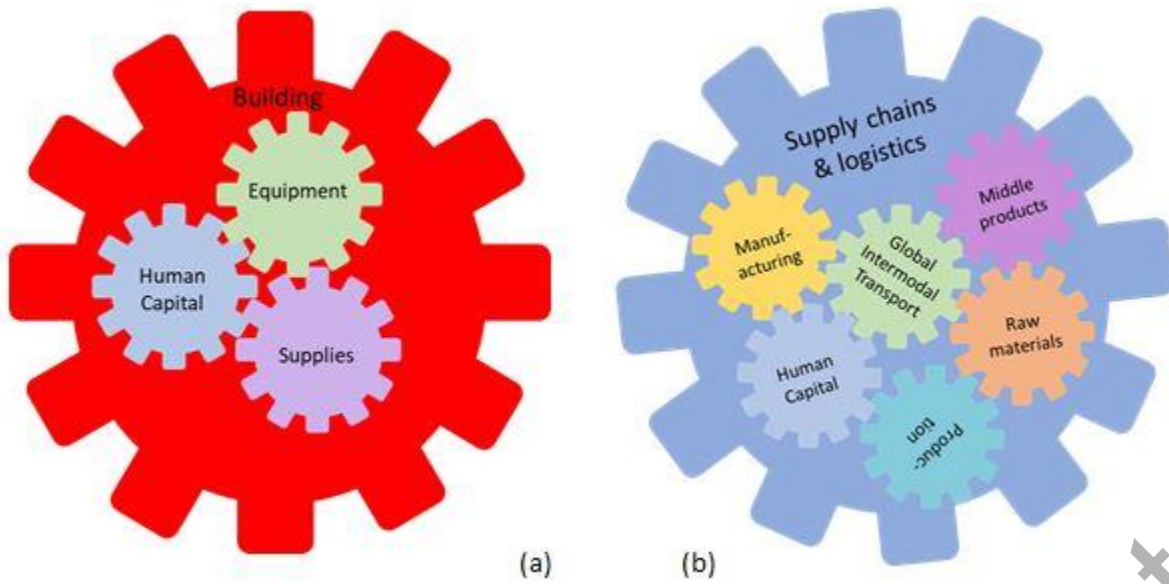 Building
Equipment
Human
Capital
Supplies
(a)
Supply chains
& logistics
Middle
products
Manuf-
acturing
Global
Intermodal
Transport
Raw
materials
Human
Capital
Produc-
tion
(b)